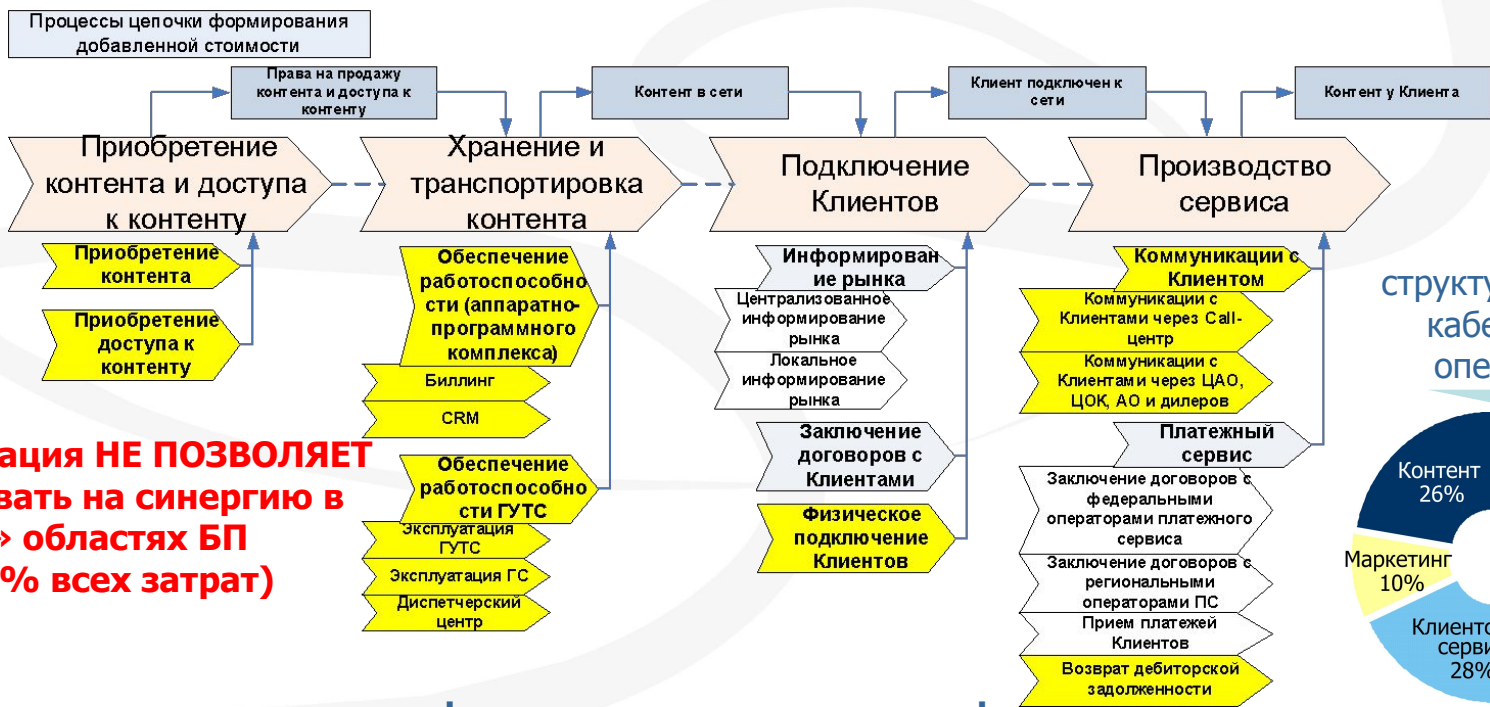 Процессы цепочки формирования
добавленной стоимости
Права на продажу
контента и доступа к
контенту
Контент в сети
Клиент подключен к
сети
Контент у Клиента
Приобретение
контента и доступа
к контенту
Хранение и
транспортировка
контента
Подключение
Клиентов
Производство
сервиса
Приобретение
контента
Приобретение
доступа к
контенту
Обеспечение
работоспособно
сти (аппаратно-
программного
комплекса)
Биллинг
CRM
Обеспечение
работоспособно
сти ГУТС
Эксплуатация
ГУТС
Эксплуатация ГС
Диспетчерский
центр
Информирован
ие рынка
Централизованное
информирование
рынка
Локальное
информирование
рынка
Заключение
договоров с
Клиентами
Физическое
подключение
Клиентов
Коммуникации с
Клиентом
Коммуникации с
Клиентами через Call-
центр
Коммуникации с
Клиентами через ЦАО,
ЦОК, АО и дилеров
Платежный
сервис
Заключение договоров с
федеральными
операторами платежного
сервиса
Заключение договоров с
региональными
операторами ПС
Прием платежей
Клиентов
Возврат дебиторской
задолженности
ация НЕ ПОЗВОЛЯЕТ
вать на синергию в
» областях БП
% всех затрат)
структу
кабе
опе
Контент
26%
Маркетинг
10%
Клиенто
серви
28%